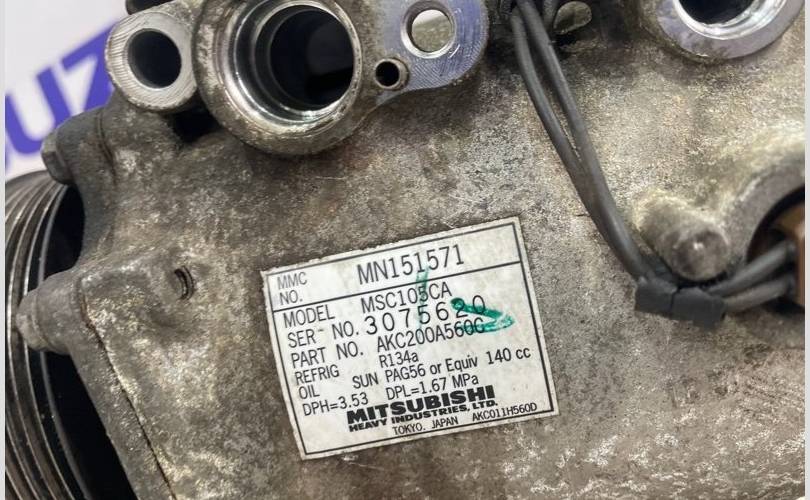 UZ
MMC NO. MN151571
MODEL MSC105CA
SER NO. 3075620
PART NO. AKC200A560G
REFRIG R134a
OIL SUN PAG56 or Equiv 140 cc
DPH=3.53 DPL=1.67 MPa
MITSUBISHI
HEAVY INDUSTRIES, LTD.
TOKYO. JAPAN AKC011H560D